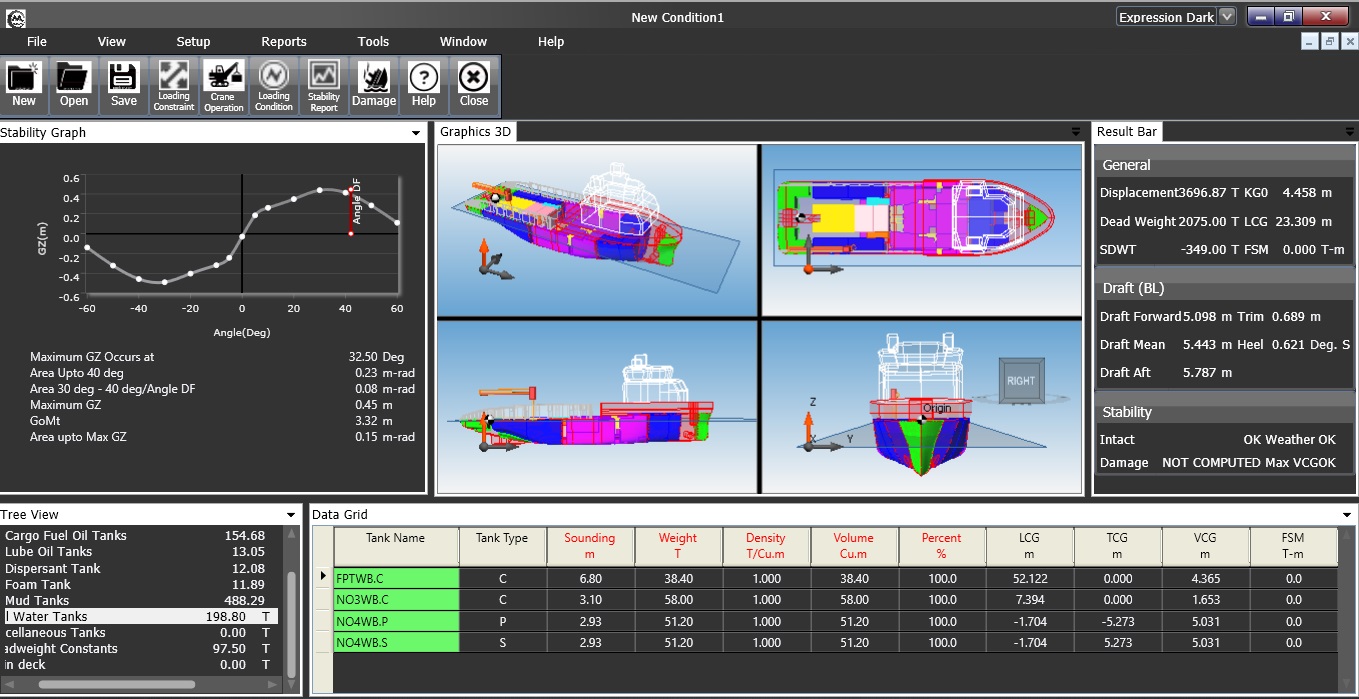 New Condition1
Expression Dark
File View Setup Reports Tools Window Help
New Open Save Loading Constraint Crane Operation Loading Condition Stability Report Damage Help Close
Stability Graph
0.6
0.4
0.2
0.0
-0.2
-0.4
-0.6
GZ(m)
Angle DF
-60 -40 -20 0 20 40 60
Angle(Deg)
Maximum GZ Occurs at 32.50 Deg
Area Upto 40 deg 0.23 m-rad
Area 30 deg - 40 deg/Angle DF 0.08 m-rad
Maximum GZ 0.45 m
GoMt 3.32 m
Area upto Max GZ 0.15 m-rad
Graphics 3D
RIGHT
Origin
Z
X
Y
Result Bar
General
Displacement3696.87 T KG0 4.458 m
Dead Weight 2075.00 T LCG 23.309 m
SDWT -349.00 T FSM 0.000 T-m
Draft (BL)
Draft Forward5.098 m Trim 0.689 m
Draft Mean 5.443 m Heel 0.621 Deg. S
Draft Aft 5.787 m
Stability
Intact OK Weather OK
Damage NOT COMPUTED Max VCGOK
Tree View
Cargo Fuel Oil Tanks 154.68
Lube Oil Tanks 13.05
Dispersant Tank 12.08
Foam Tank 11.89
Mud Tanks 488.29
l Water Tanks 198.80 T
cellaneous Tanks 0.00 T
adweight Constants 97.50 T
in deck 0.00 T
Data Grid
Tank Name Tank Type Sounding Weight Density Volume Percent LCG TCG VCG FSM
m T T/Cu.m Cu.m % m m m T-m
FPTWB.C C 6.80 38.40 1.000 38.40 100.0 52.122 0.000 4.365 0.0
NO3WB.C C 3.10 58.00 1.000 58.00 100.0 7.394 0.000 1.653 0.0
NO4WB.P P 2.93 51.20 1.000 51.20 100.0 -1.704 -5.273 5.031 0.0
NO4WB.S S 2.93 51.20 1.000 51.20 100.0 -1.704 5.273 5.031 0.0